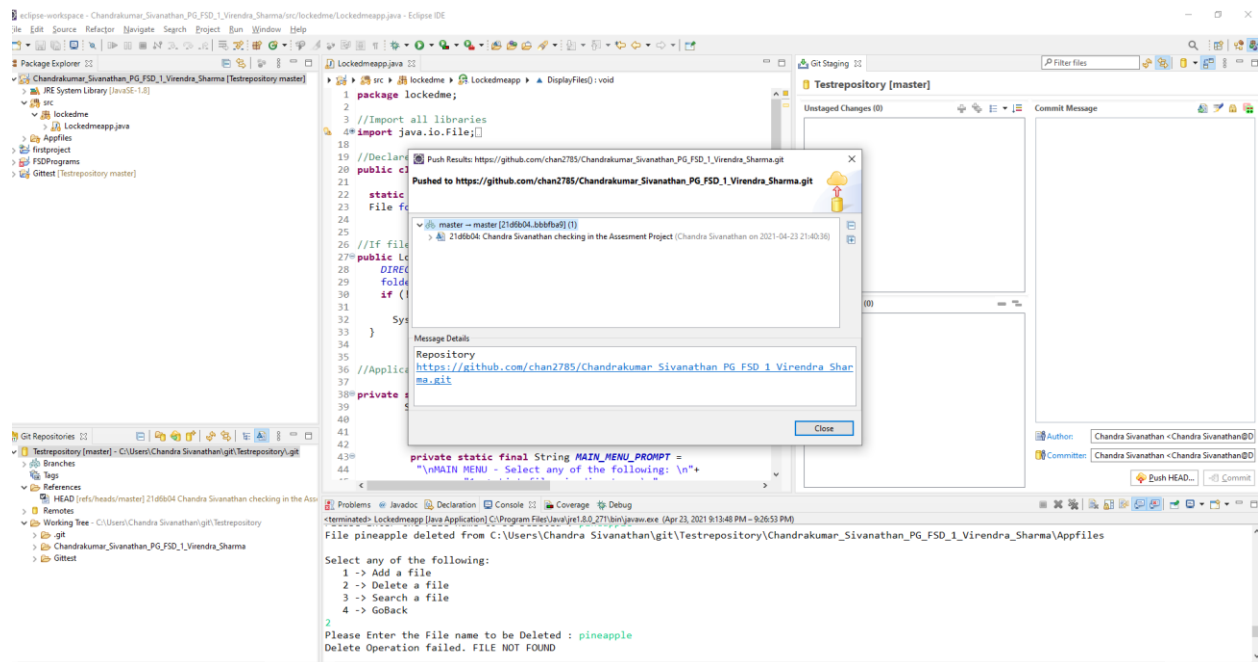 eclipse-workspace - Chandrakumar_Sivanathan_PG_FSD_1_Virendra_Sharma/src/lockedme/Lockedmeapp.java - Eclipse IDE
ile Edit Source Refactor Navigate Search Project Run Window Help
Package Explorer
Chandrakumar_Sivanathan_PG_FSD_1_Virendra_Sharma [Testrepository master]
JRE System Library [JavaSE-1.8]
src
lockedme
Lockedmeapp.java
Appfiles
firstproject
FSDPrograms
Gittest [Testrepository master]
Lockedmeapp.java
src lockedme Lockedmeapp DisplayFiles() : void
1 package lockedme;
2
3 //Import all libraries
4 import java.io.File;
18
19 //Declare
20 public cl
21
22 static
23 File fo
24
25
26 //If file
27 public Lo
28 DIREC
29 folde
30 if (!
31
32 Sys
33 }
34
35
36 //Applica
37
38 private s
39 S
40
41
42
43 private static final String MAIN_MENU_PROMPT =
44 "\nMAIN MENU - Select any of the following: \n"+
Push Results: https://github.com/chan2785/Chandrakumar_Sivanathan_PG_FSD_1_Virendra_Sharma.git
Pushed to https://github.com/chan2785/Chandrakumar_Sivanathan_PG_FSD_1_Virendra_Sharma.git
master → master [21d6b04..bbbfba9] (1)
21d6b04: Chandra Sivanathan checking in the Assesment Project (Chandra Sivanathan on 2021-04-23 21:40:36)
Message Details
Repository
https://github.com/chan2785/Chandrakumar_Sivanathan_PG_FSD_1_Virendra_Shar
ma.git
Close
Git Staging
Filter files
Testrepository [master]
Unstaged Changes (0)
Commit Message
(0)
Author: Chandra Sivanathan <Chandra Sivanathan@D
Committer: Chandra Sivanathan <Chandra Sivanathan@D
Push HEAD...
Commit
Git Repositories
Testrepository [master] - C:\Users\Chandra Sivanathan\git\Testrepository\.git
Branches
Tags
References
HEAD [refs/heads/master] 21d6b04 Chandra Sivanathan checking in the Ass
Remotes
Working Tree - C:\Users\Chandra Sivanathan\git\Testrepository
.git
Chandrakumar_Sivanathan_PG_FSD_1_Virendra_Sharma
Gittest
Problems Javadoc Declaration Console Coverage Debug
<terminated> Lockedmeapp [Java Application] C:\Program Files\Java\jre1.8.0_271\bin\javaw.exe (Apr 23, 2021 9:13:48 PM – 9:26:53 PM)
File pineapple deleted from C:\Users\Chandra Sivanathan\git\Testrepository\Chandrakumar_Sivanathan_PG_FSD_1_Virendra_Sharma\Appfiles
Select any of the following:
1 -> Add a file
2 -> Delete a file
3 -> Search a file
4 -> GoBack
2
Please Enter the File name to be Deleted : pineapple
Delete Operation failed. FILE NOT FOUND